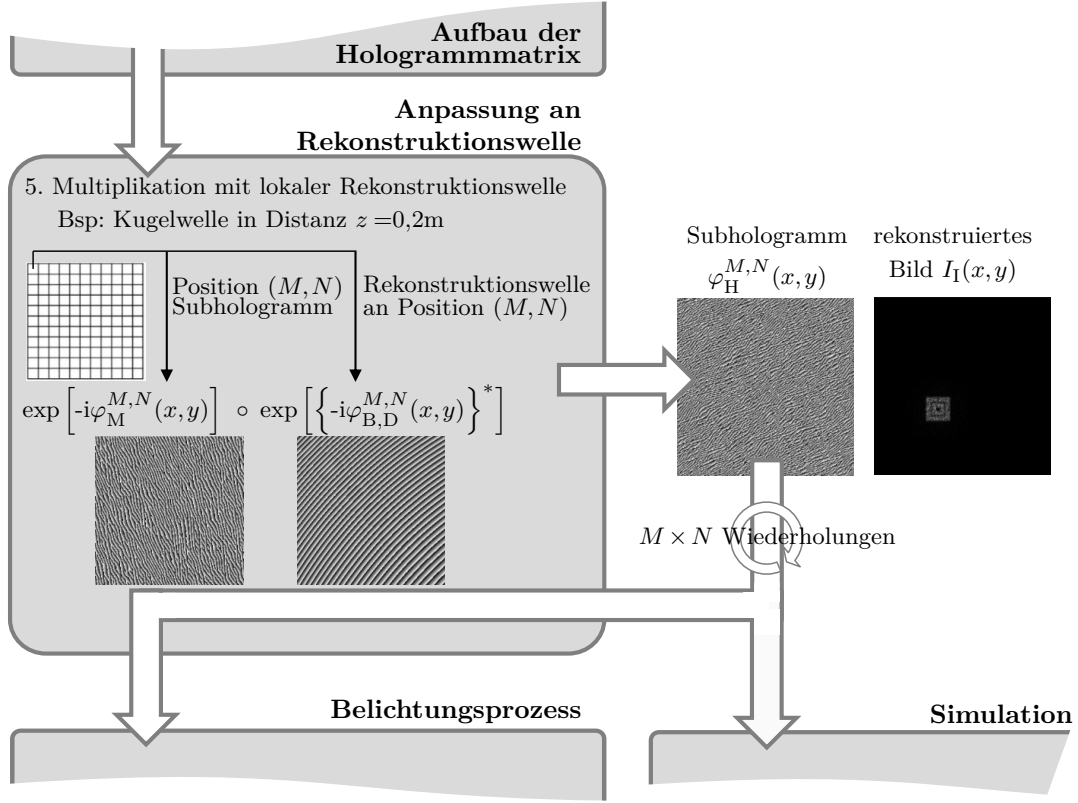 Aufbau der
Hologrammmatrix
Anpassung an
Rekonstruktionswelle
5. Multiplikation mit lokaler Rekonstruktionswelle
Bsp: Kugelwelle in Distanz z =0,2m
Position (M, N)
Subhologramm
Rekonstruktionswelle
an Position (M, N)
exp [-iφ_M^{M,N}(x, y)] ∘ exp [{-iφ_{B,D}^{M,N}(x, y)}^*]
Subhologramm
φ_H^{M,N}(x, y)
rekonstruiertes
Bild I_I(x, y)
M × N Wiederholungen
Belichtungsprozess
Simulation